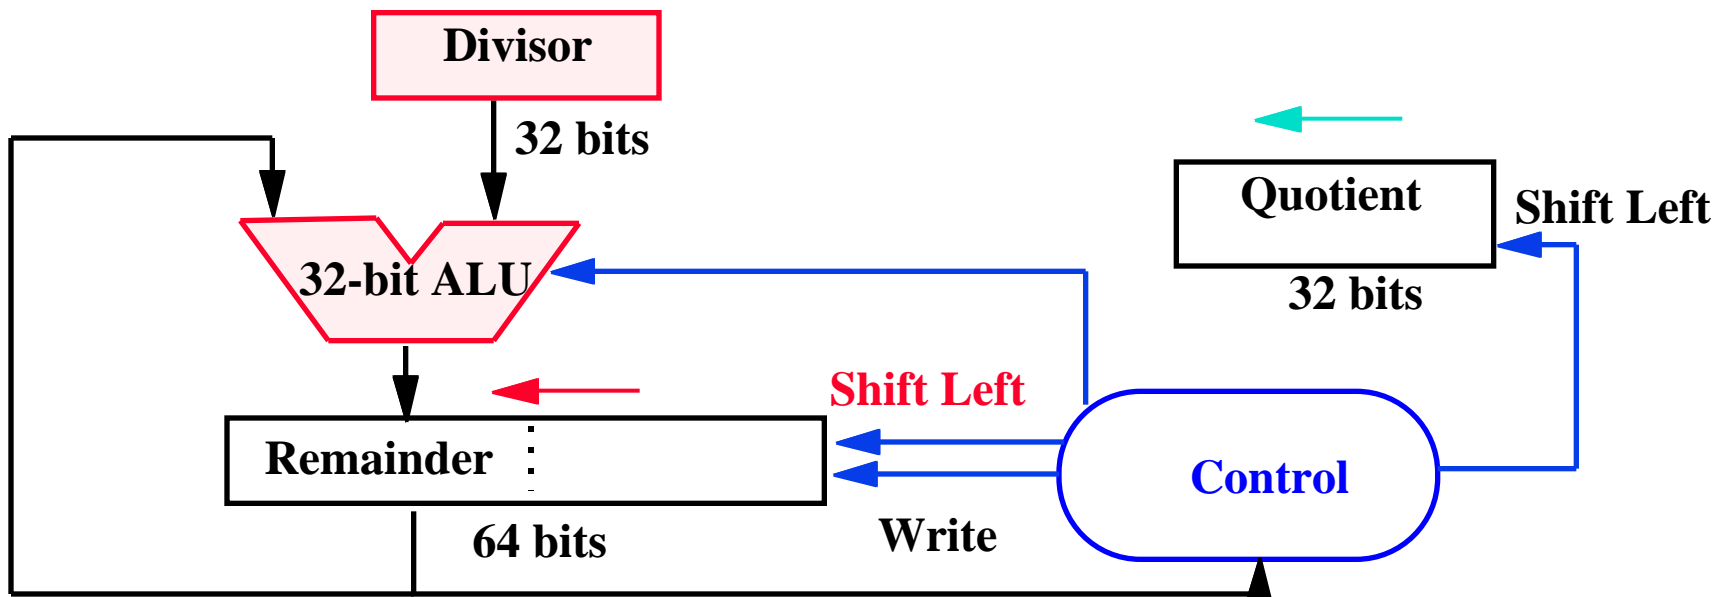 Divisor
32 bits
Quotient
Shift Left
32-bit ALU
32 bits
Shift Left
Remainder
Control
64 bits
Write